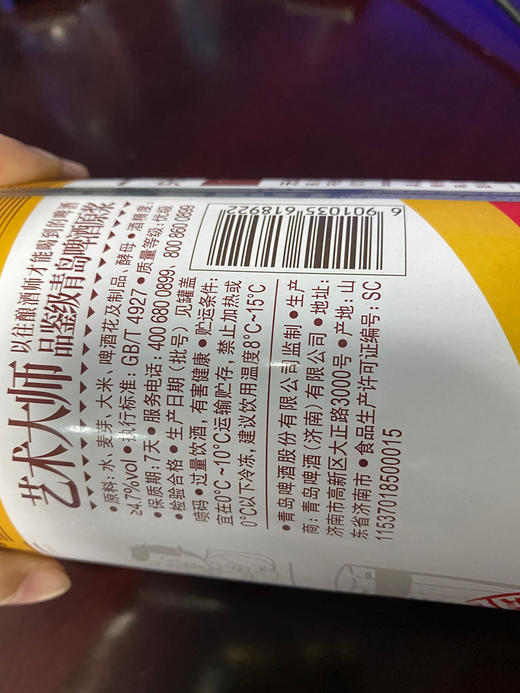 以往酿酒师才能喝到的啤酒
品鉴级青岛啤酒原浆
艺术大师
•原料:水、麦芽、大米、啤酒花及制品、酵母•酒精度:
≥4.7%vol•执行标准:GB/T 4927•质量等级:优级
•保质期:7天•服务电话:400 680 0899、800 860 0899
•检验合格•生产日期(批号)见罐盖
喷码•过量饮酒,有害健康•贮运条件:
宜在0°C~10°C运输贮存,禁止加热或
0°C以下冷冻,建议饮用温度8°C~15°C
•青岛啤酒股份有限公司监制•生产
商:青岛啤酒(济南)有限公司•地址:
济南市高新区大正路3000号•产地:山
东省济南市•食品生产许可证编号:SC
11537018500015
6 901035 618922